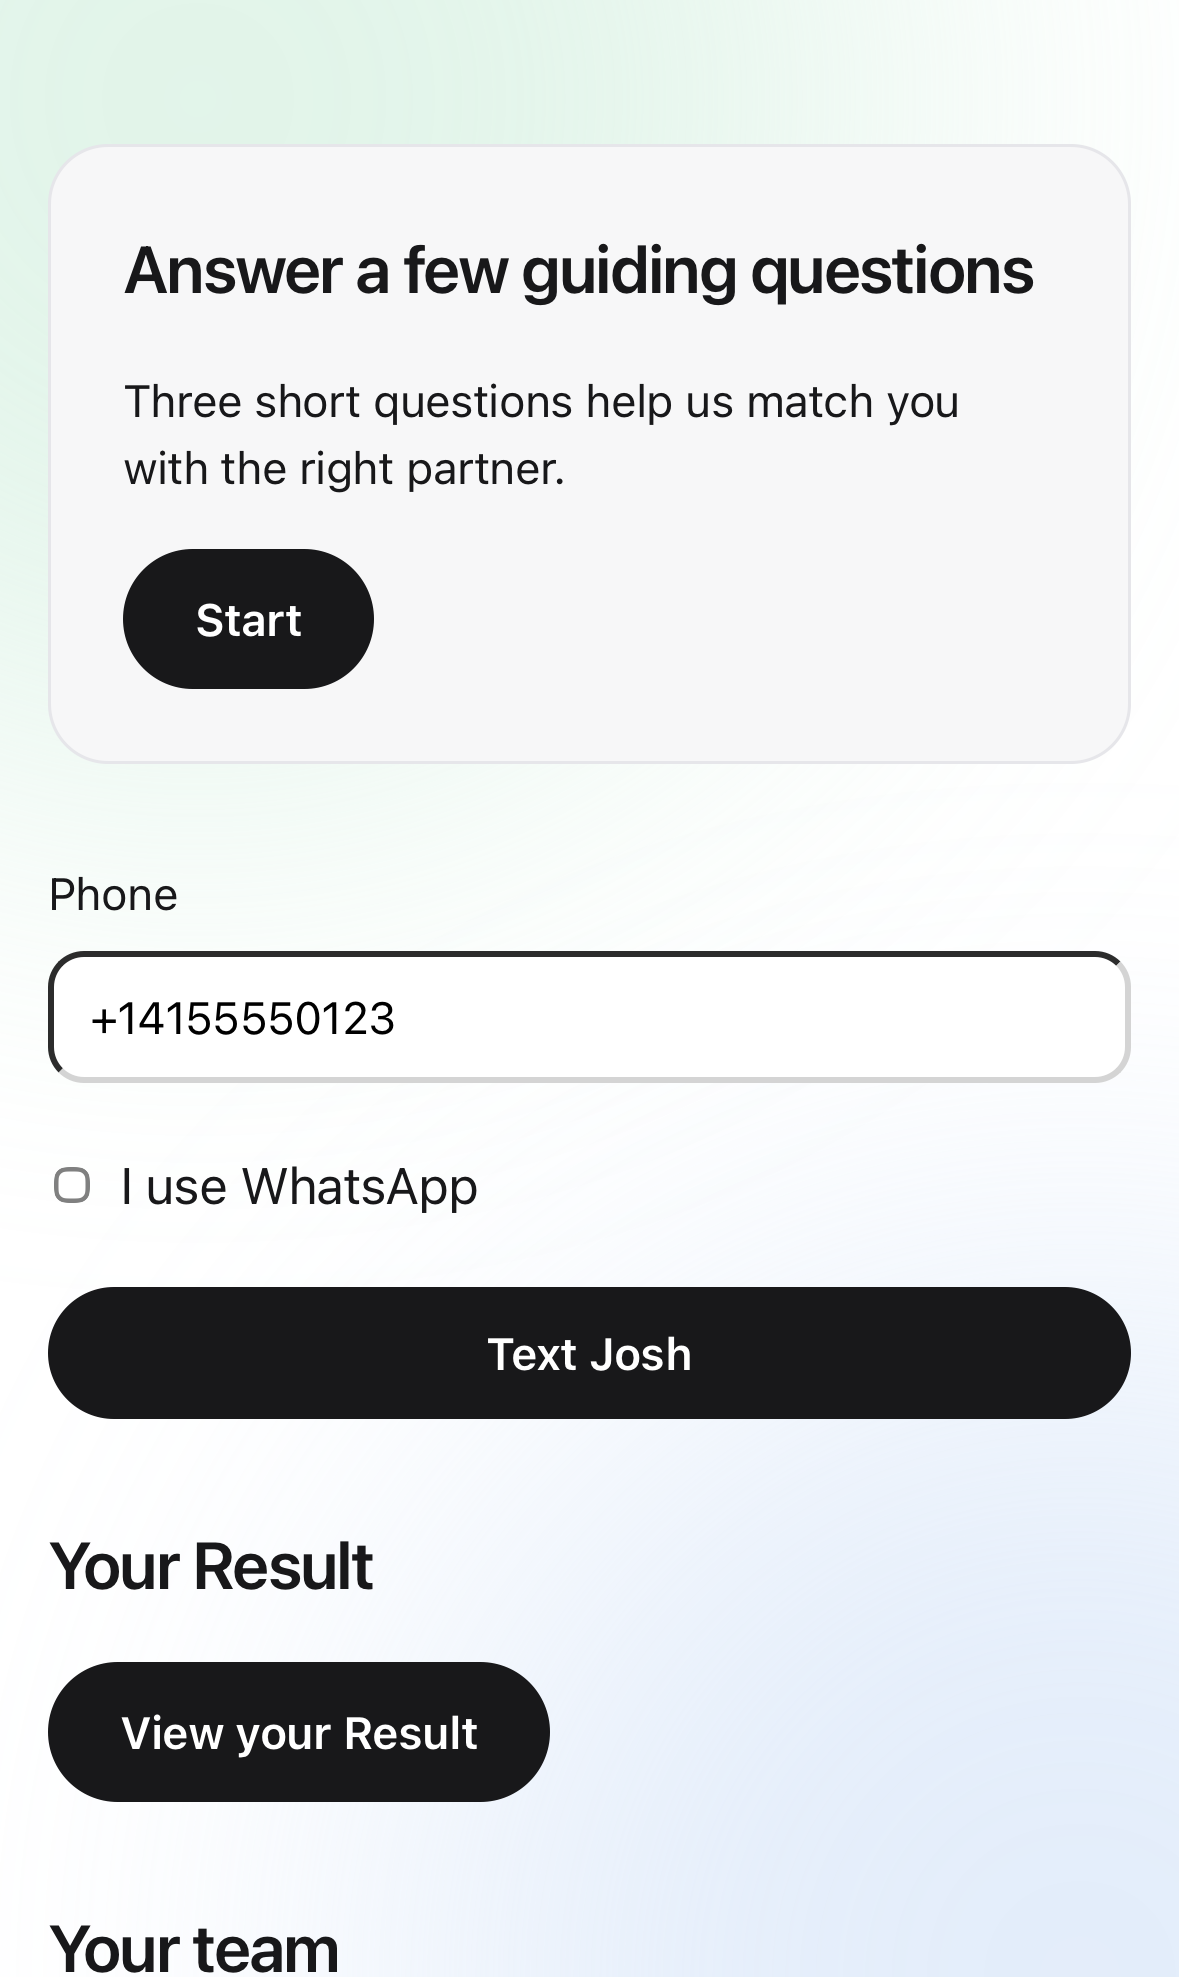 Answer a few guiding questions
Three short questions help us match you
with the right partner.
Start
Phone
+14155550123
I use WhatsApp
Text Josh
Your Result
View your Result
Your team